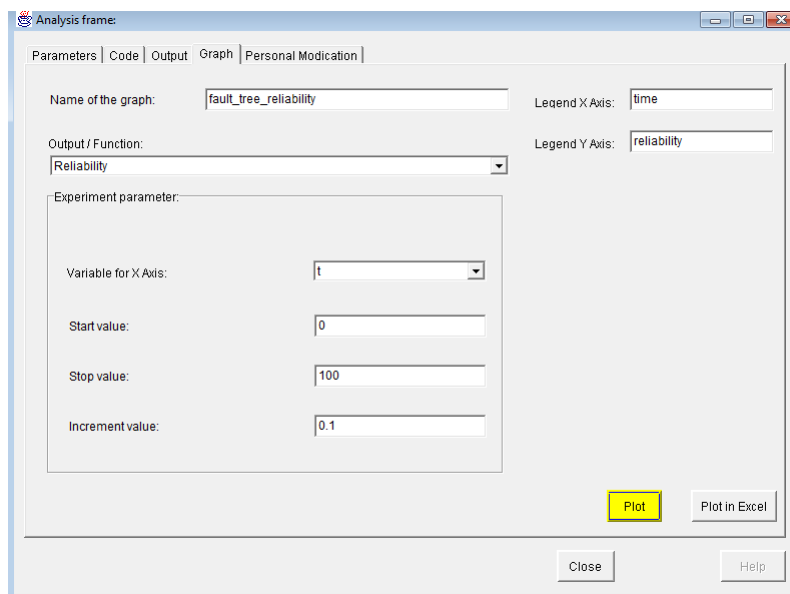 Analysis frame:
Parameters Code Output Graph Personal Modication
Name of the graph: fault_tree_reliability Legend X Axis: time
Output / Function: Legend Y Axis: reliability
Reliability
Experiment parameter:
Variable for X Axis: t
Start value: 0
Stop value: 100
Increment value: 0.1
Plot Plot in Excel
Close Help